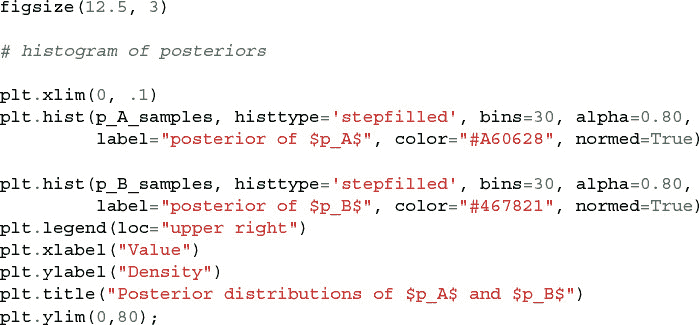 figsize(12.5, 3)
# histogram of posteriors
plt.xlim(0, .1)
plt.hist(p_A_samples, histtype='stepfilled', bins=30, alpha=0.80,
         label="posterior of $p_A$", color="#A60628", normed=True)
plt.hist(p_B_samples, histtype='stepfilled', bins=30, alpha=0.80,
         label="posterior of $p_B$", color="#467821", normed=True)
plt.legend(loc="upper right")
plt.xlabel("Value")
plt.ylabel("Density")
plt.title("Posterior distributions of $p_A$ and $p_B$")
plt.ylim(0,80);